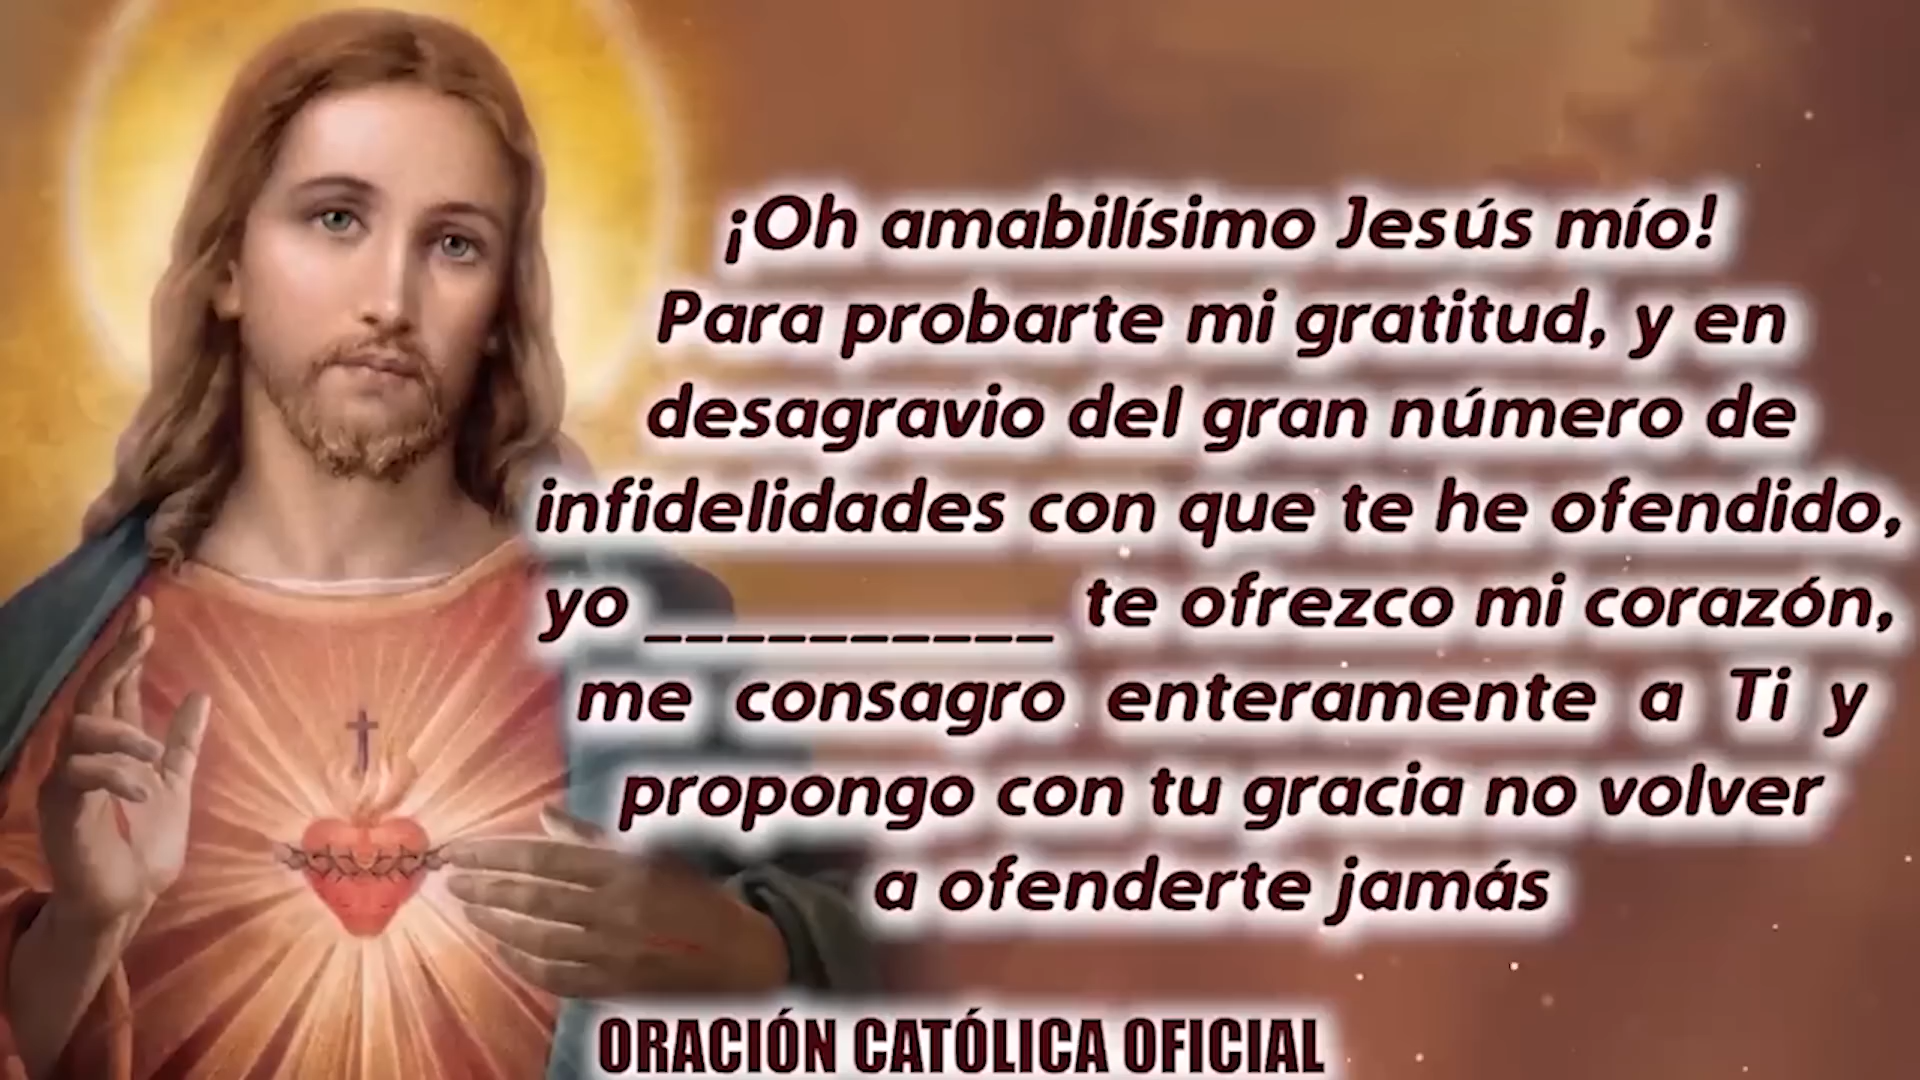 ¡Oh amabilísimo Jesús mío!
Para probarte mi gratitud, y en
desagravio del gran número de
infidelidades con que te he ofendido,
yo __________ te ofrezco mi corazón,
me consagro enteramente a Ti y
propongo con tu gracia no volver
a ofenderte jamás
ORACIÓN CATÓLICA OFICIAL